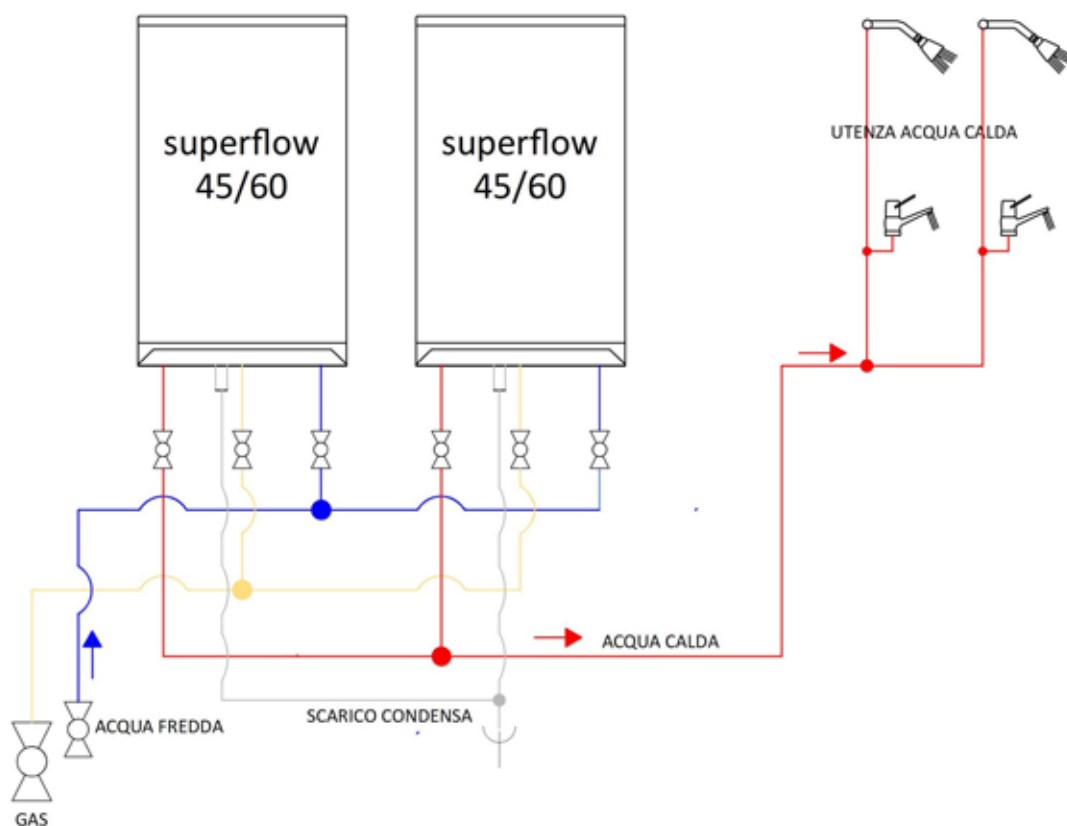 superflow
45/60
superflow
45/60
UTENZA ACQUA CALDA
ACQUA CALDA
SCARICO CONDENSA
ACQUA FREDDA
GAS